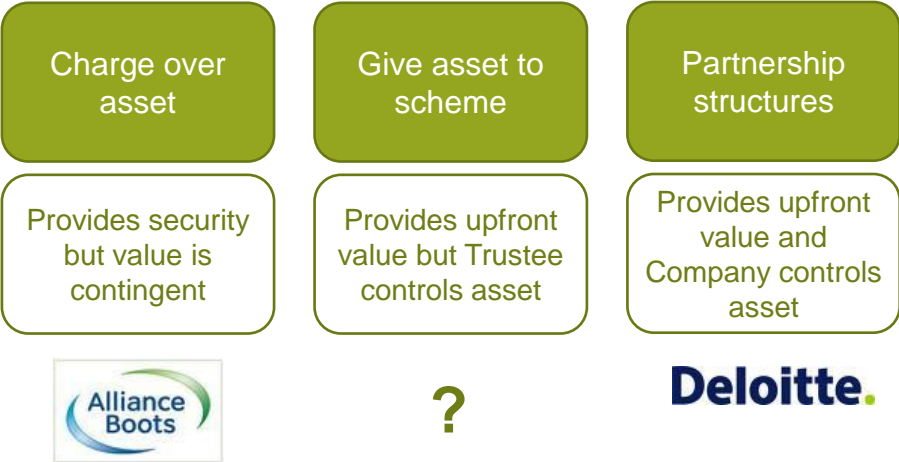 Charge over
asset
Give asset to
scheme
Partnership
structures
Provides security
but value is
contingent
Provides upfront
value but Trustee
controls asset
Provides upfront
value and
Company controls
asset
Alliance
Boots
?
Deloitte.